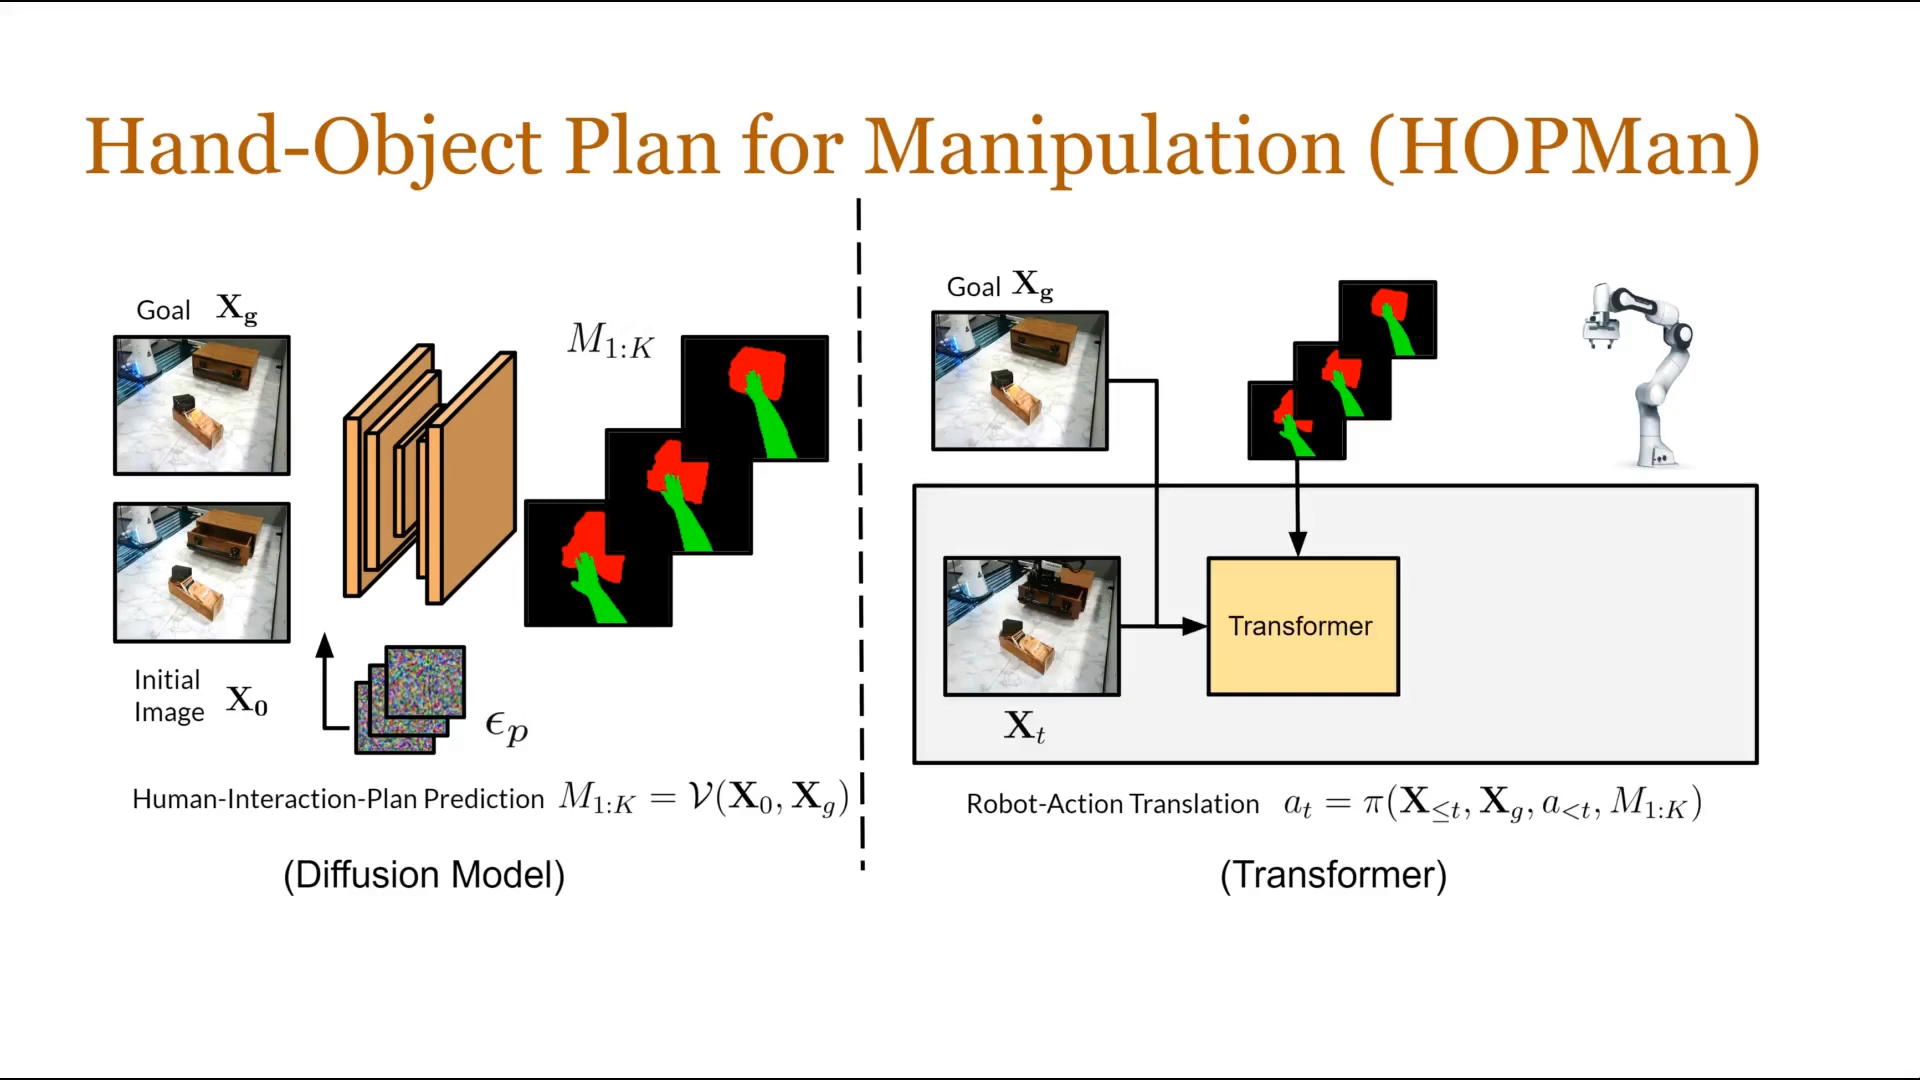 Hand-Object Plan for Manipulation (HOPMan)
Goal X_g
M_{1:K}
Initial
Image X_0
ϵ_p
Human-Interaction-Plan Prediction M_{1:K} = 𝒱(X_0, X_g)
(Diffusion Model)
Goal X_g
Transformer
X_t
Robot-Action Translation a_t = π(X_{≤t}, X_g, a_{<t}, M_{1:K})
(Transformer)